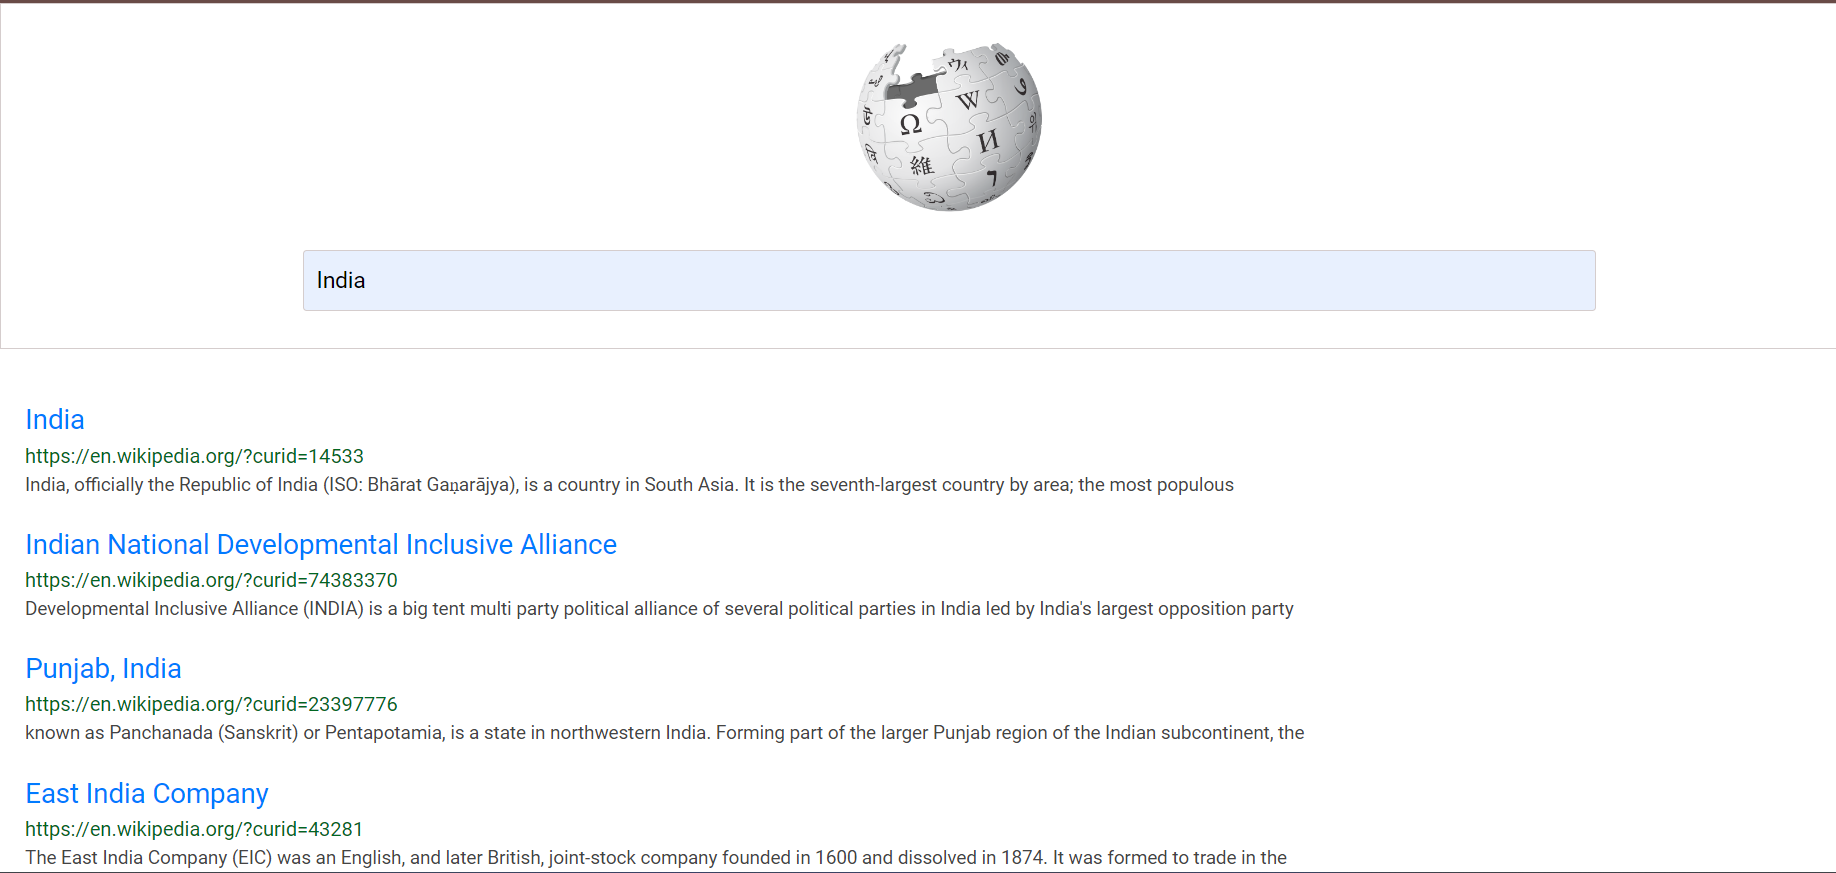 India
India
https://en.wikipedia.org/?curid=14533
India, officially the Republic of India (ISO: Bhārat Gaṇarājya), is a country in South Asia. It is the seventh-largest country by area; the most populous
Indian National Developmental Inclusive Alliance
https://en.wikipedia.org/?curid=74383370
Developmental Inclusive Alliance (INDIA) is a big tent multi party political alliance of several political parties in India led by India's largest opposition party
Punjab, India
https://en.wikipedia.org/?curid=23397776
known as Panchanada (Sanskrit) or Pentapotamia, is a state in northwestern India. Forming part of the larger Punjab region of the Indian subcontinent, the
East India Company
https://en.wikipedia.org/?curid=43281
The East India Company (EIC) was an English, and later British, joint-stock company founded in 1600 and dissolved in 1874. It was formed to trade in the